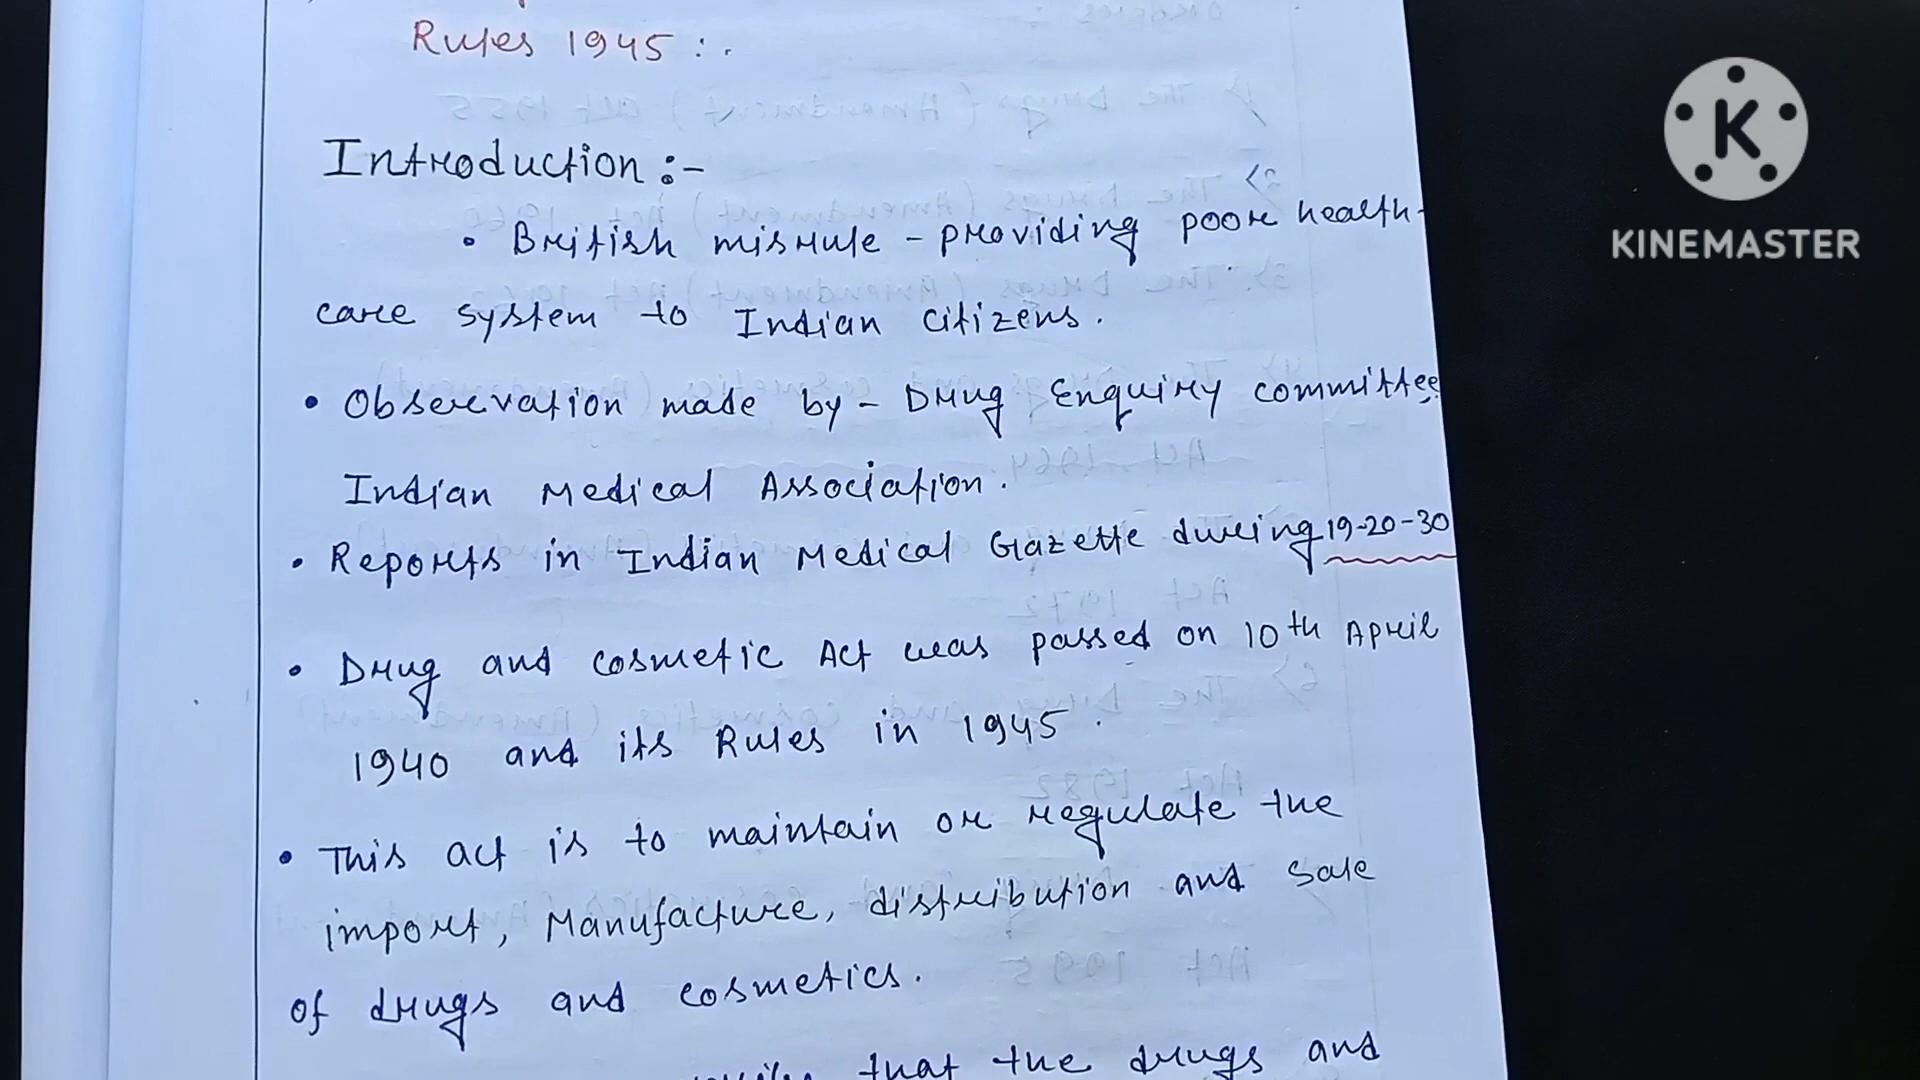 Rules 1945 :.
Introduction :-
• British misrule - providing poor health-
care system to Indian citizens.
• Observation made by - Drug Enquiry committee
Indian Medical Association.
• Reports in Indian Medical Gazette during 19-20-30
• Drug and cosmetic Act was passed on 10th April
1940 and its Rules in 1945.
• This act is to maintain or regulate the
import, Manufacture, distribution and sale
of drugs and cosmetics.
that the drugs and
K
KINEMASTER